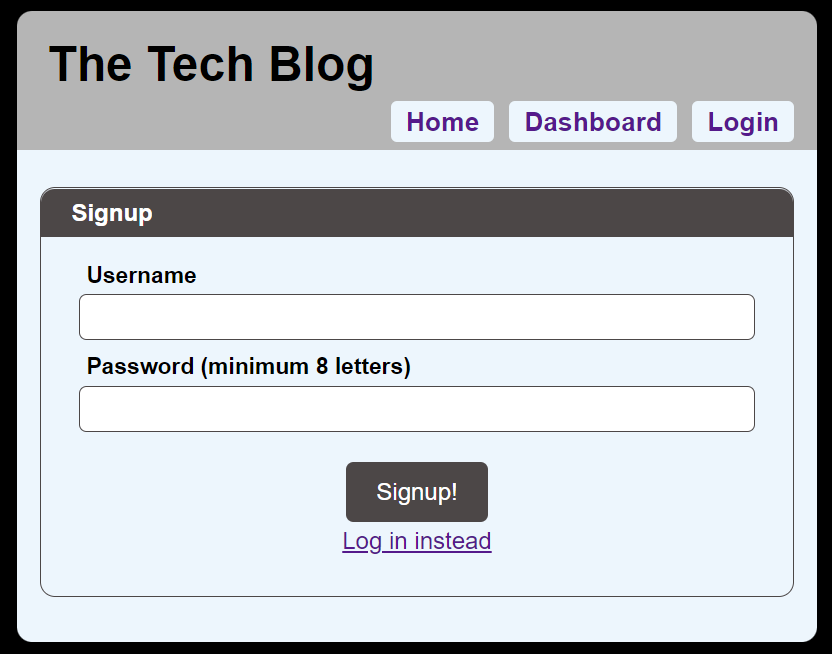 The Tech Blog
Home Dashboard Login
Signup
Username
Password (minimum 8 letters)
Signup!
Log in instead